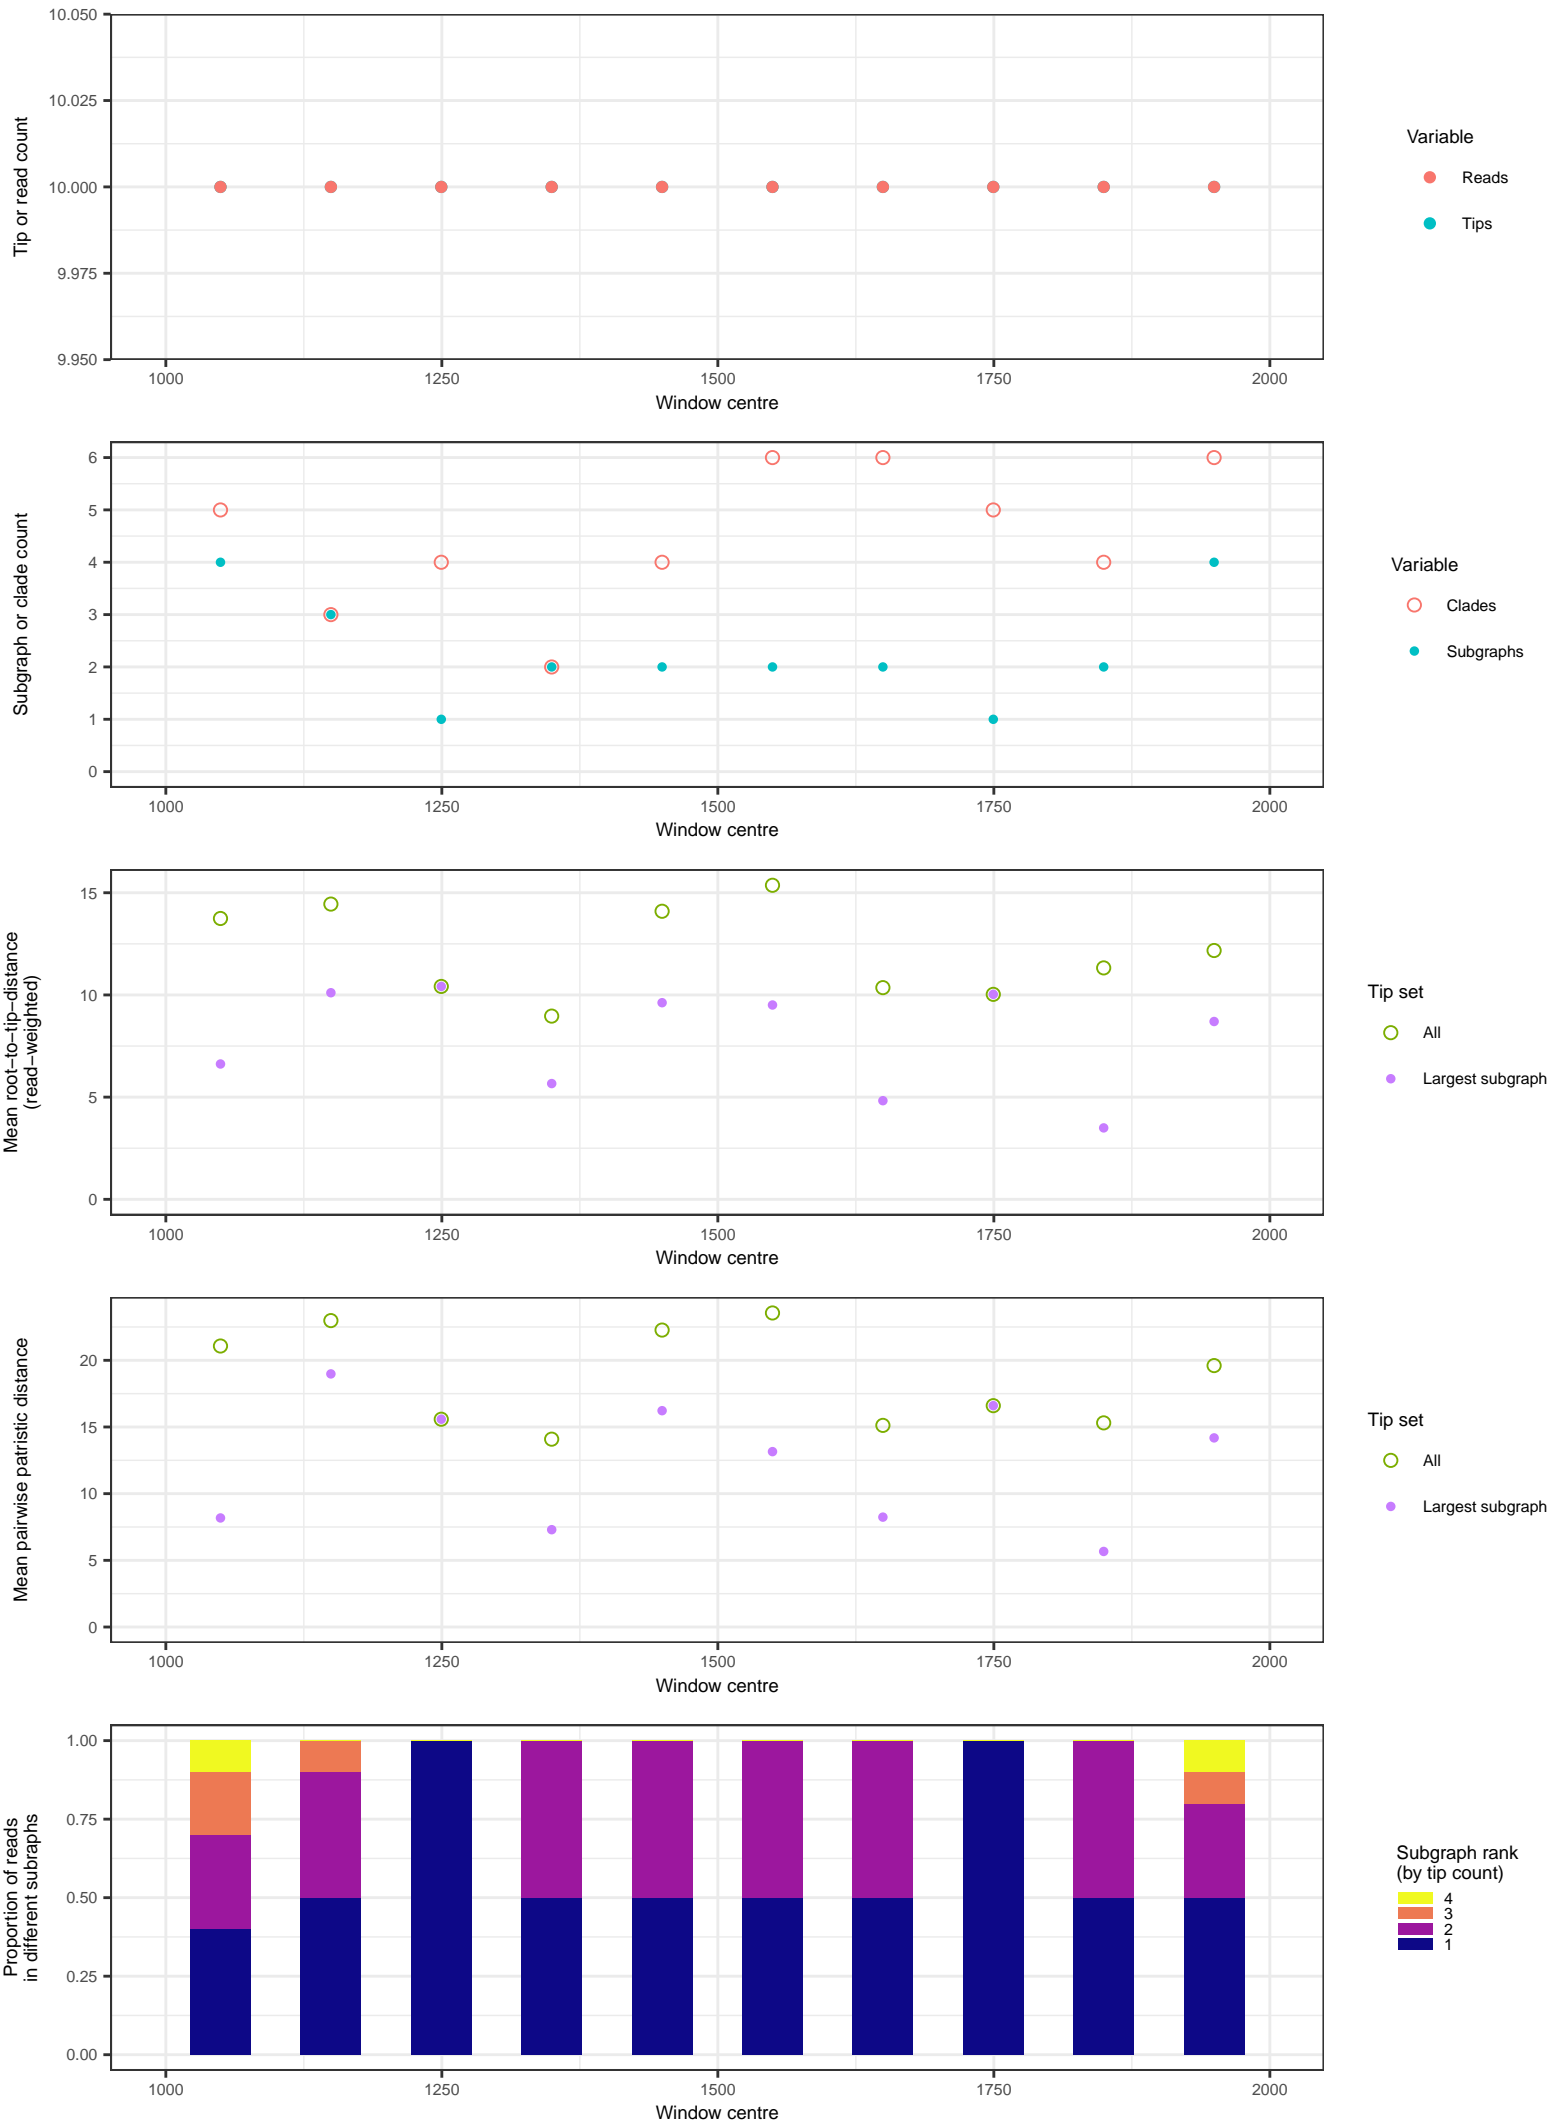 10.050
10.025
10.000
9.975
9.950
Tip or read count
1000 1250 1500 1750 2000
Window centre
Variable
Reads
Tips
6
5
4
3
2
1
0
Subgraph or clade count
1000 1250 1500 1750 2000
Window centre
Variable
Clades
Subgraphs
15
10
5
0
Mean root−to−tip−distance
(read−weighted)
1000 1250 1500 1750 2000
Window centre
Tip set
All
Largest subgraph
20
15
10
5
0
Mean pairwise patristic distance
1000 1250 1500 1750 2000
Window centre
Tip set
All
Largest subgraph
1.00
0.75
0.50
0.25
0.00
Proportion of reads
in different subraphs
1000 1250 1500 1750 2000
Window centre
Subgraph rank
(by tip count)
4
3
2
1